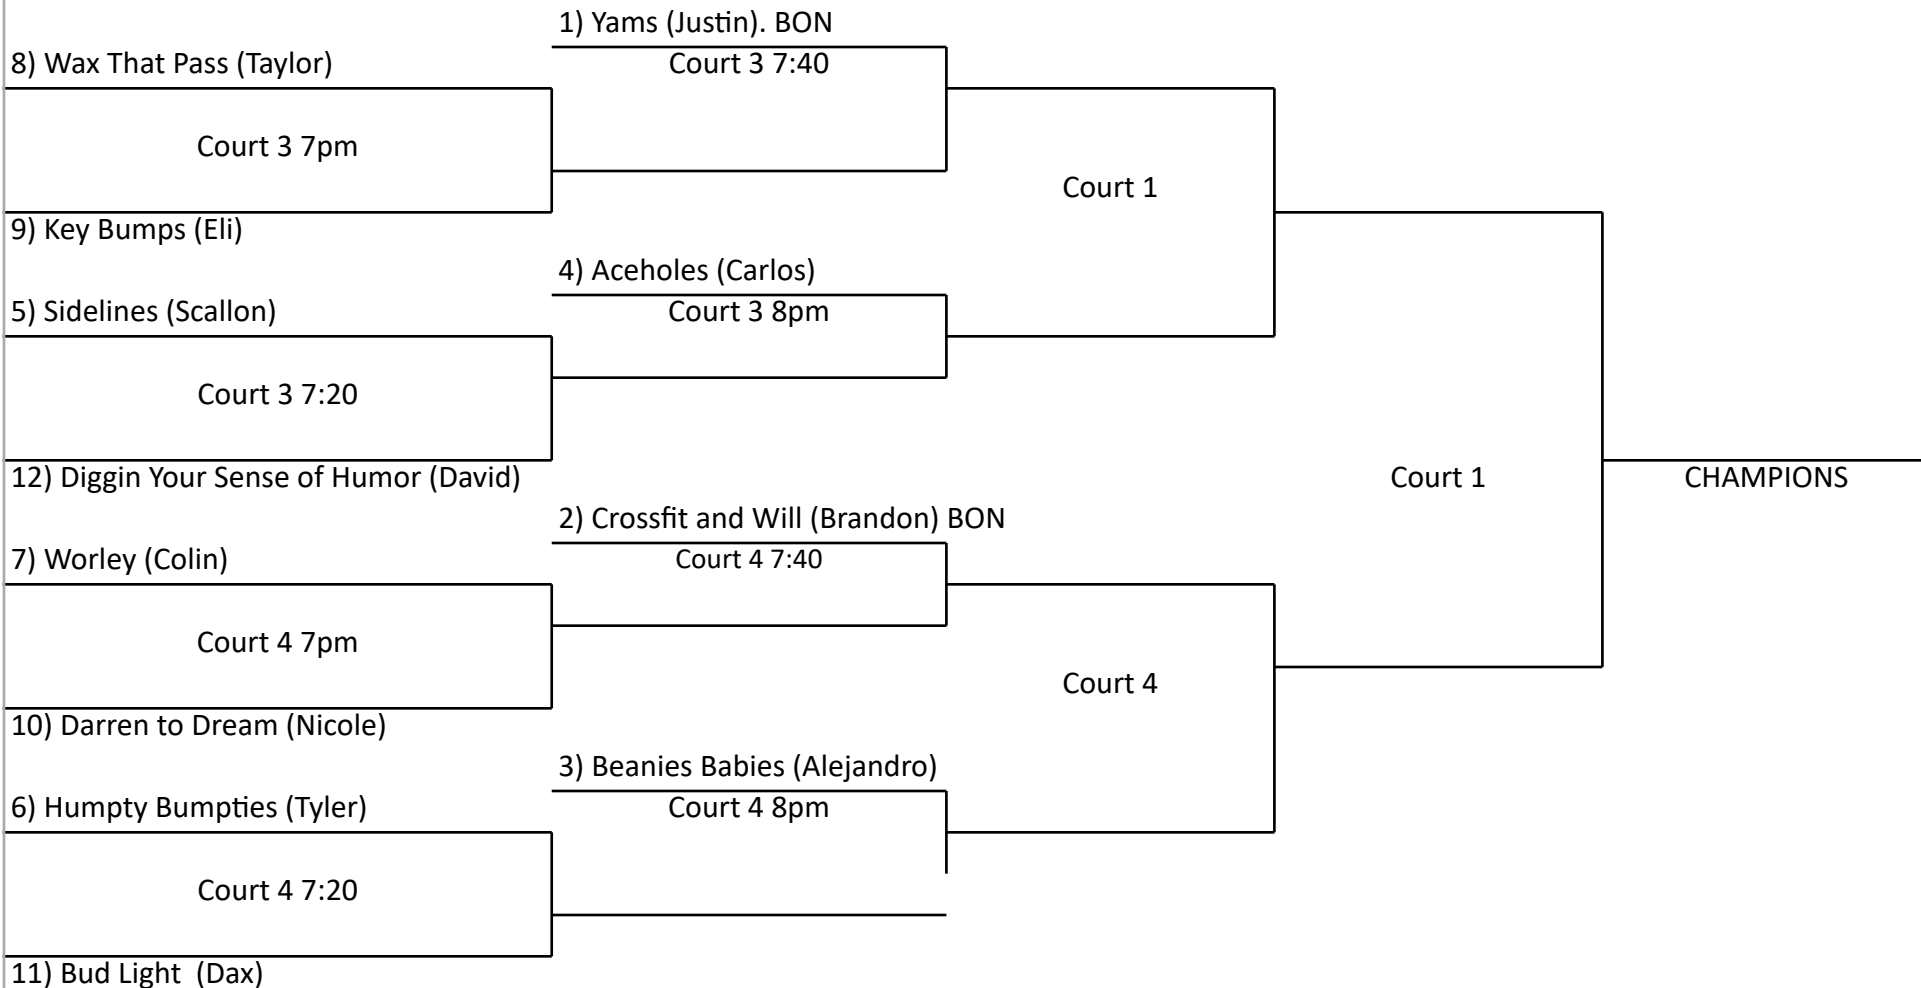 1) Yams (Justin). BON
8) Wax That Pass (Taylor)
Court 3 7:40
Court 3 7pm
Court 1
9) Key Bumps (Eli)
4) Aceholes (Carlos)
5) Sidelines (Scallon)
Court 3 8pm
Court 3 7:20
12) Diggin Your Sense of Humor (David)
Court 1
CHAMPIONS
2) Crossfit and Will (Brandon) BON
7) Worley (Colin)
Court 4 7:40
Court 4 7pm
Court 4
10) Darren to Dream (Nicole)
3) Beanies Babies (Alejandro)
6) Humpty Bumpties (Tyler)
Court 4 8pm
Court 4 7:20
11) Bud Light  (Dax)